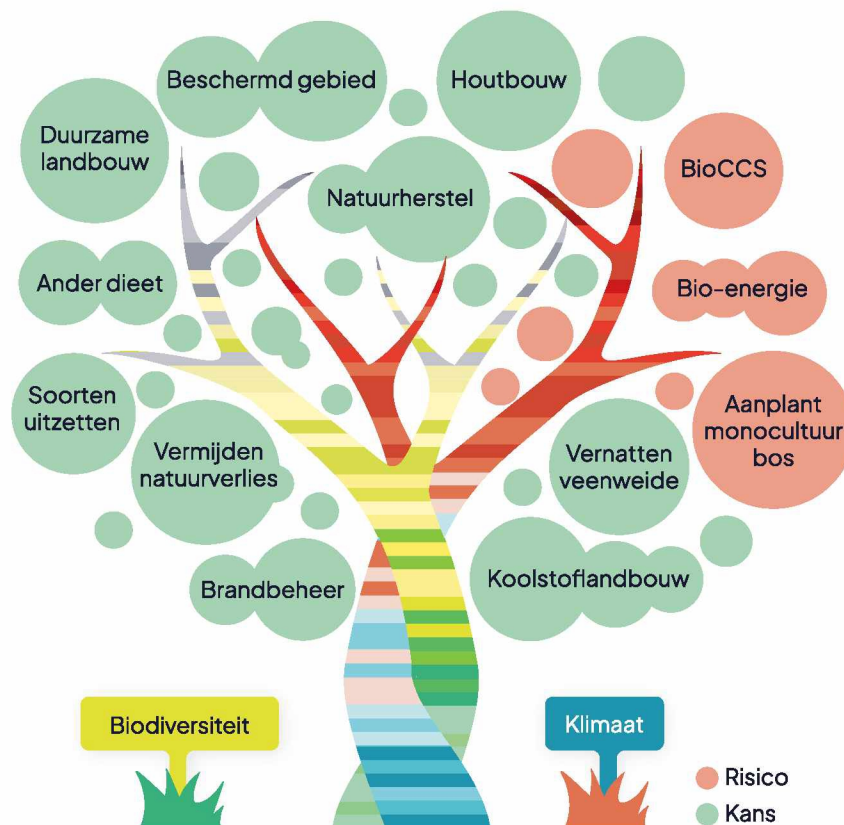 Beschermd gebied
Houtbouw
Duurzame
landbouw
BioCCS
Natuurherstel
Ander dieet
Bio-energie
Soorten
uitzetten
Aanplant
monocultuur
bos
Vermijden
natuurverlies
Vernatten
veenweide
Brandbeheer
Koolstoflandbouw
Biodiversiteit
Klimaat
Risico
Kans